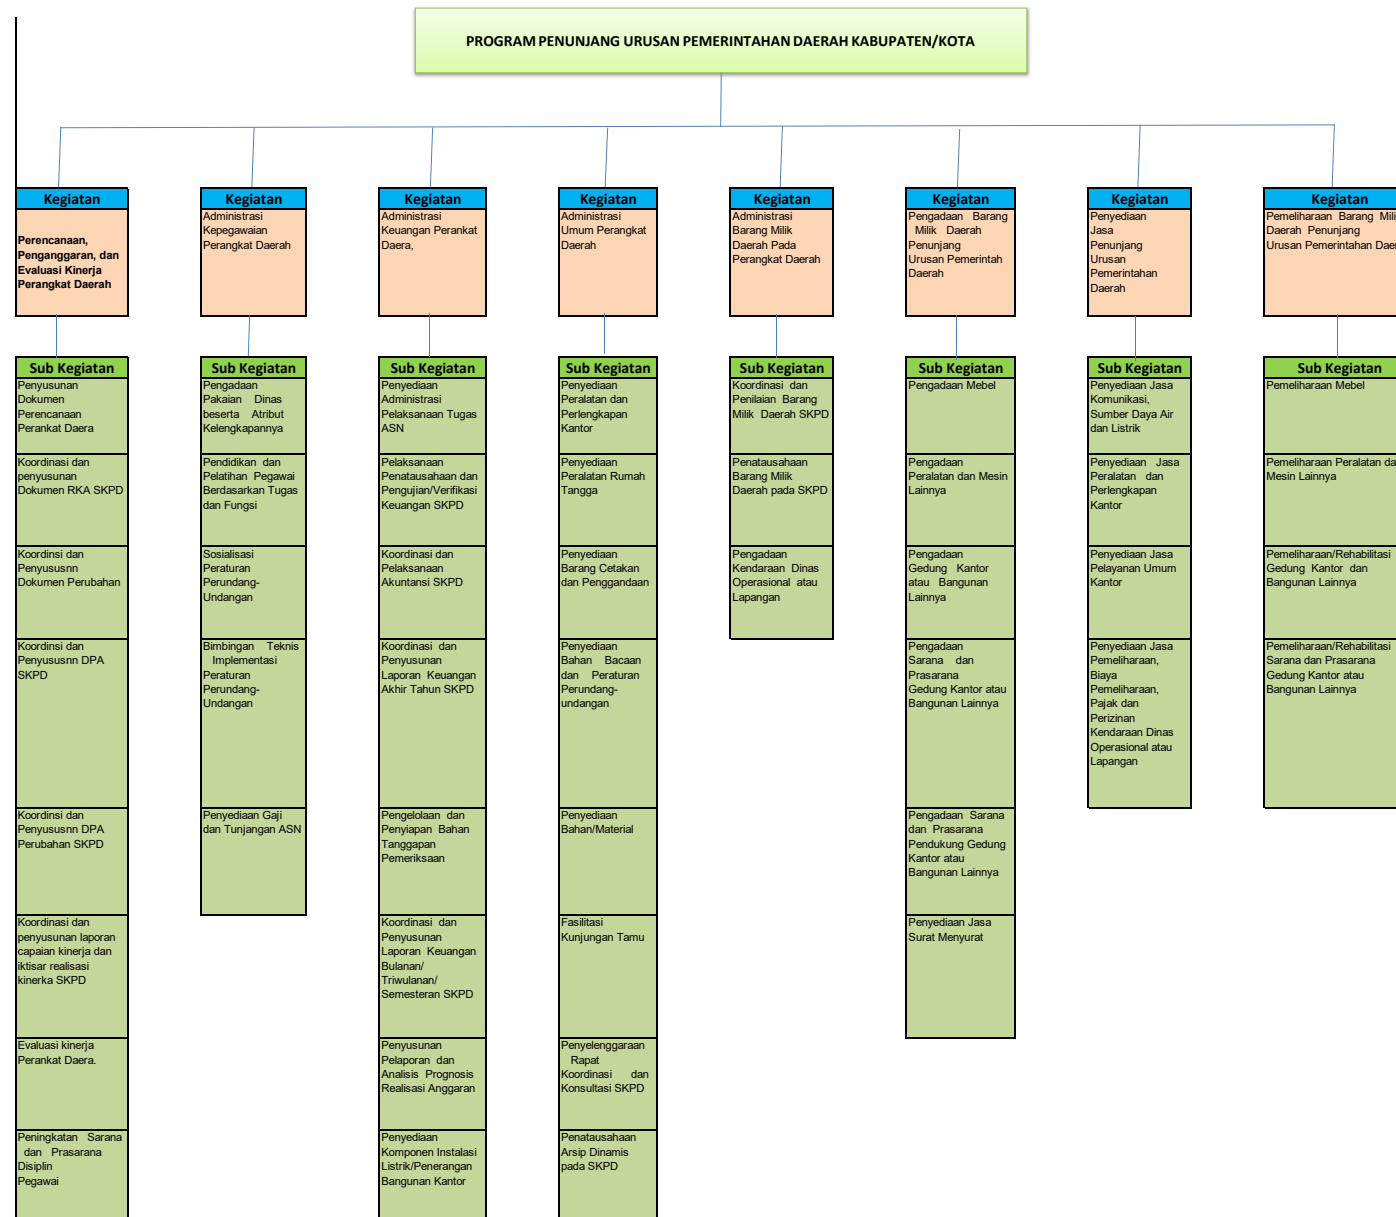 PROGRAM PENUNJANG URUSAN PEMERINTAHAN DAERAH KABUPATEN/KOTA
Kegiatan
Perencanaan,
Penganggaran, dan
Evaluasi Kinerja
Perangkat Daerah
Sub Kegiatan
Penyusunan
Dokumen
Perencanaan
Perankat Daera
Koordinasi dan
penyusunan
Dokumen RKA SKPD
Koordinsi dan
Penyususnn
Dokumen Perubahan
Koordinsi dan
Penyususnn DPA
SKPD
Koordinsi dan
Penyususnn DPA
Perubahan SKPD
Koordinasi dan
penyusunan laporan
capaian kinerja dan
iktisar realisasi
kinerka SKPD
Evaluasi kinerja
Perankat Daera.
Peningkatan Sarana
dan Prasarana
Disiplin
Pegawai
Kegiatan
Administrasi
Kepegawaian
Perangkat Daerah
Sub Kegiatan
Pengadaan
Pakaian Dinas
beserta Atribut
Kelengkapannya
Pendidikan dan
Pelatihan Pegawai
Berdasarkan Tugas
dan Fungsi
Sosialisasi
Peraturan
Perundang-
Undangan
Bimbingan Teknis
Implementasi
Peraturan
Perundang-
Undangan
Penyediaan Gaji
dan Tunjangan ASN
Kegiatan
Administrasi
Keuangan Perankat
Daera,
Sub Kegiatan
Penyediaan
Administrasi
Pelaksanaan Tugas
ASN
Pelaksanaan
Penatausahaan dan
Pengujian/Verifikasi
Keuangan SKPD
Koordinasi dan
Pelaksanaan
Akuntansi SKPD
Koordinasi dan
Penyusunan
Laporan Keuangan
Akhir Tahun SKPD
Pengelolaan dan
Penyiapan Bahan
Tanggapan
Pemeriksaan
Koordinasi dan
Penyusunan
Laporan Keuangan
Bulanan/
Triwulanan/
Semesteran SKPD
Penyusunan
Pelaporan dan
Analisis Prognosis
Realisasi Anggaran
Penyediaan
Komponen Instalasi
Listrik/Penerangan
Bangunan Kantor
Kegiatan
Administrasi
Umum Perangkat
Daerah
Sub Kegiatan
Penyediaan
Peralatan dan
Perlengkapan
Kantor
Penyediaan
Peralatan Rumah
Tangga
Penyediaan
Barang Cetakan
dan Penggandaan
Penyediaan
Bahan Bacaan
dan Peraturan
Perundang-
undangan
Penyediaan
Bahan/Material
Fasilitasi
Kunjungan Tamu
Penyelenggaraan
Rapat
Koordinasi dan
Konsultasi SKPD
Penatausahaan
Arsip Dinamis
pada SKPD
Kegiatan
Administrasi
Barang Milik
Daerah Pada
Perangkat Daerah
Sub Kegiatan
Koordinasi dan
Penilaian Barang
Milik Daerah SKPD
Penatausahaan
Barang Milik
Daerah pada SKPD
Pengadaan
Kendaraan Dinas
Operasional atau
Lapangan
Kegiatan
Pengadaan Barang
Milik Daerah
Penunjang
Urusan Pemerintah
Daerah
Sub Kegiatan
Pengadaan Mebel
Pengadaan
Peralatan dan Mesin
Lainnya
Pengadaan
Gedung Kantor
atau Bangunan
Lainnya
Pengadaan
Sarana dan
Prasarana
Gedung Kantor atau
Bangunan Lainnya
Pengadaan Sarana
dan Prasarana
Pendukung Gedung
Kantor atau
Bangunan Lainnya
Penyediaan Jasa
Surat Menyurat
Kegiatan
Penyediaan
Jasa
Penunjang
Urusan
Pemerintahan
Daerah
Sub Kegiatan
Penyediaan Jasa
Komunikasi,
Sumber Daya Air
dan Listrik
Penyediaan Jasa
Peralatan dan
Perlengkapan
Kantor
Penyediaan Jasa
Pelayanan Umum
Kantor
Penyediaan Jasa
Pemeliharaan,
Biaya
Pemeliharaan,
Pajak dan
Perizinan
Kendaraan Dinas
Operasional atau
Lapangan
Kegiatan
Pemeliharaan Barang Mili
Daerah Penunjang
Urusan Pemerintahan Daer
Sub Kegiatan
Pemeliharaan Mebel
Pemeliharaan Peralatan da
Mesin Lainnya
Pemeliharaan/Rehabilitasi
Gedung Kantor dan
Bangunan Lainnya
Pemeliharaan/Rehabilitasi
Sarana dan Prasarana
Gedung Kantor atau
Bangunan Lainnya